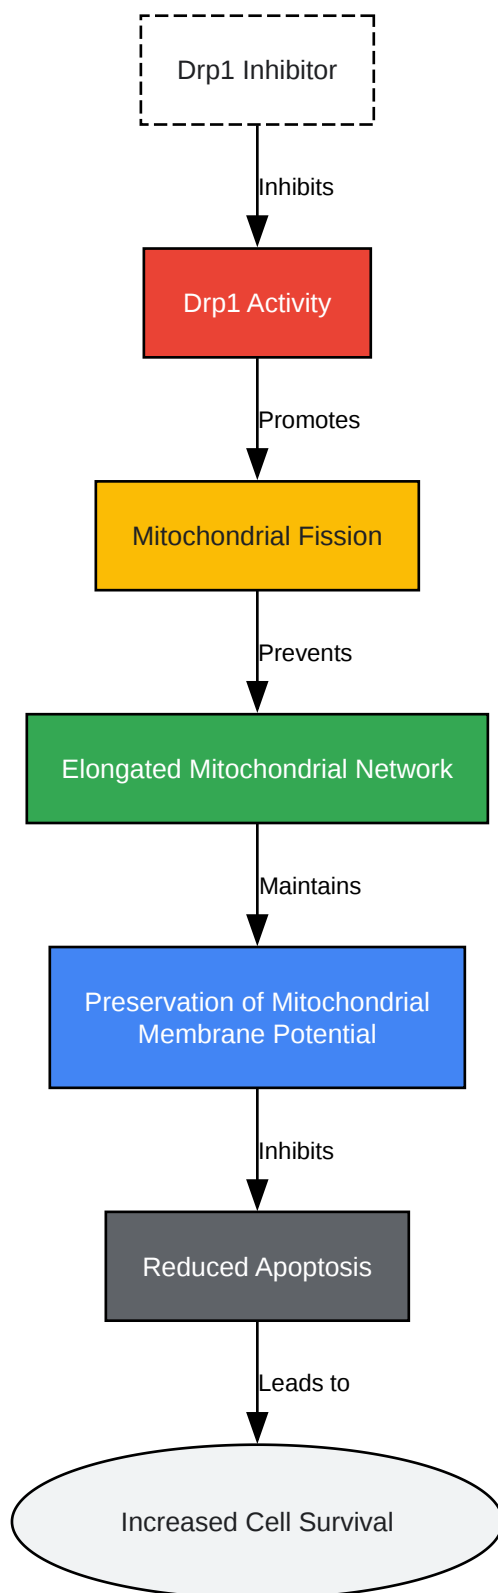 Drp1 Inhibitor
Inhibits
Drp1 Activity
Promotes
Mitochondrial Fission
Prevents
Elongated Mitochondrial Network
Maintains
Preservation of Mitochondrial
Membrane Potential
Inhibits
Reduced Apoptosis
Leads to
Increased Cell Survival